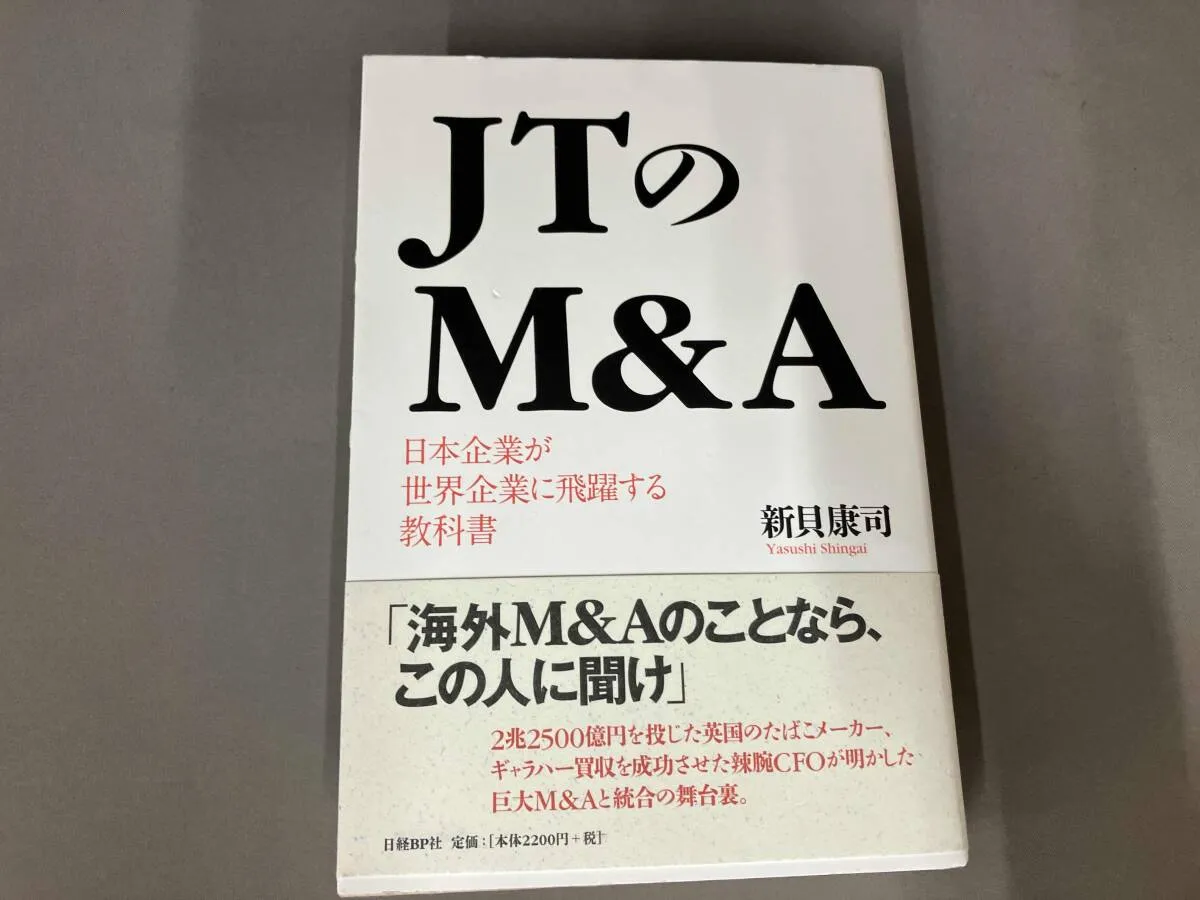 JTの
M&A
日本企業が
世界企業に飛躍する
教科書
新貝康司
Yasushi Shingai
「海外M&Aのことなら、
この人に聞け」
2兆2500億円を投じた英国のたばこメーカー、
ギャラハー買収を成功させた辣腕CFOが明かした
巨大M&Aと統合の舞台裏。
日経BP社 定価:[本体2200円+税]